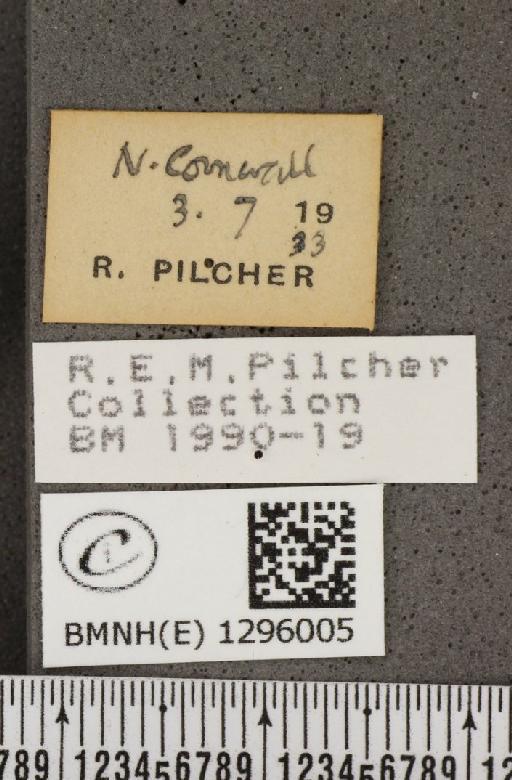 N. Cornwall
3. 7 19
33
R. PILCHER
R.E.M.Pilcher
Collection
BM 1990-19
C
BMNH(E) 1296005
789 123456789 123456789 12